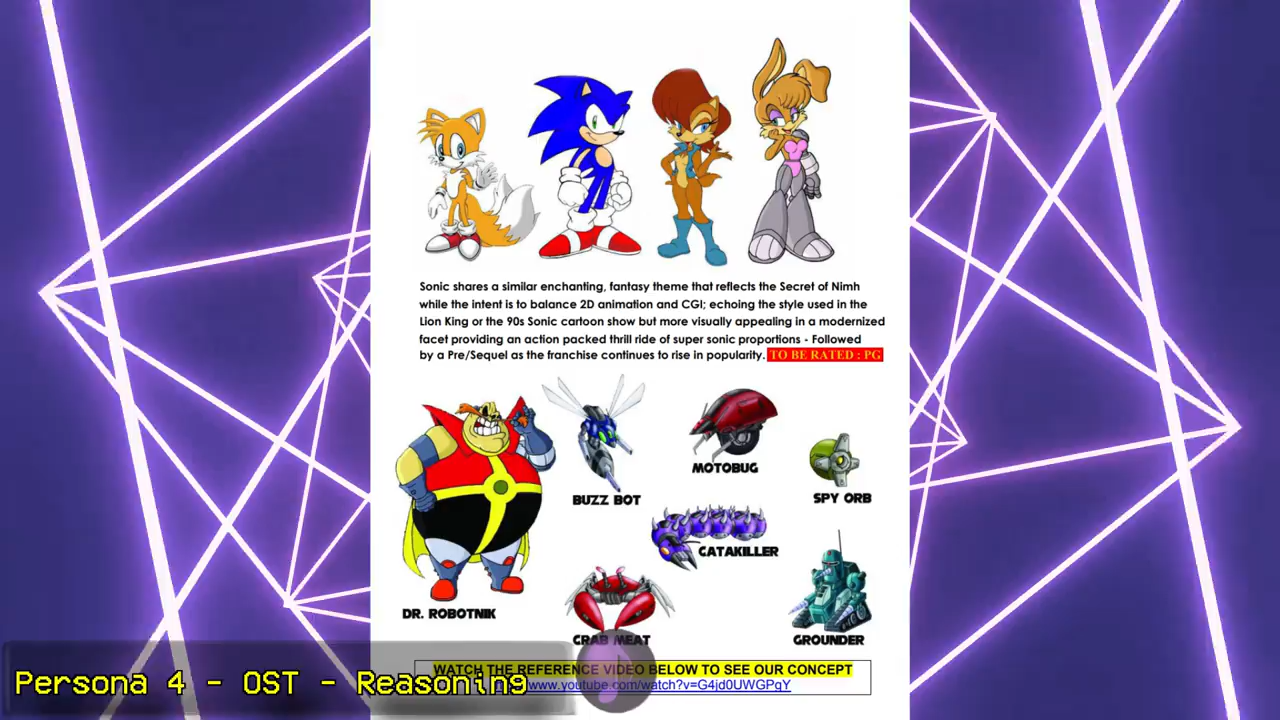 Sonic shares a similar enchanting, fantasy theme that reflects the Secret of Nimh
while the intent is to balance 2D animation and CGI; echoing the style used in the
Lion King or the 90s Sonic cartoon show but more visually appealing in a modernized
facet providing an action packed thrill ride of super sonic proportions - Followed
by a Pre/Sequel as the franchise continues to rise in popularity. TO BE RATED : PG
MOTOBUG
BUZZ BOT
SPY ORB
CATAKILLER
DR. ROBOTNIK
CRAB MEAT
GROUNDER
WATCH THE REFERENCE VIDEO BELOW TO SEE OUR CONCEPT
www.youtube.com/watch?v=G4jd0UWGPgY
Persona 4 - OST - Reasoning